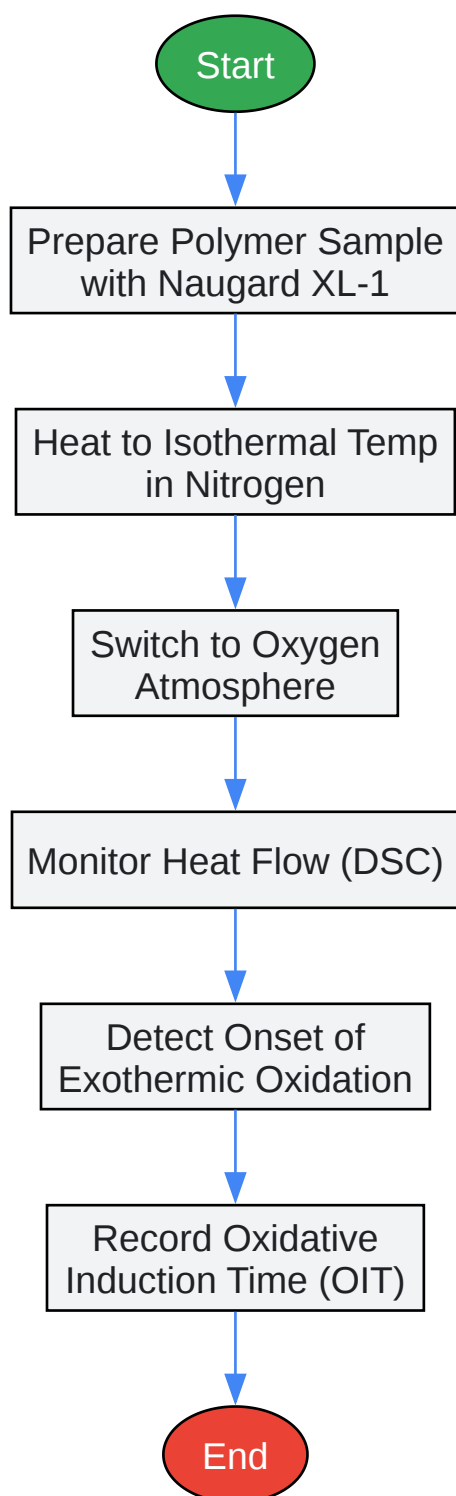 Start
Prepare Polymer Sample
with Naugard XL-1
Heat to Isothermal Temp
in Nitrogen
Switch to Oxygen
Atmosphere
Monitor Heat Flow (DSC)
Detect Onset of
Exothermic Oxidation
Record Oxidative
Induction Time (OIT)
End